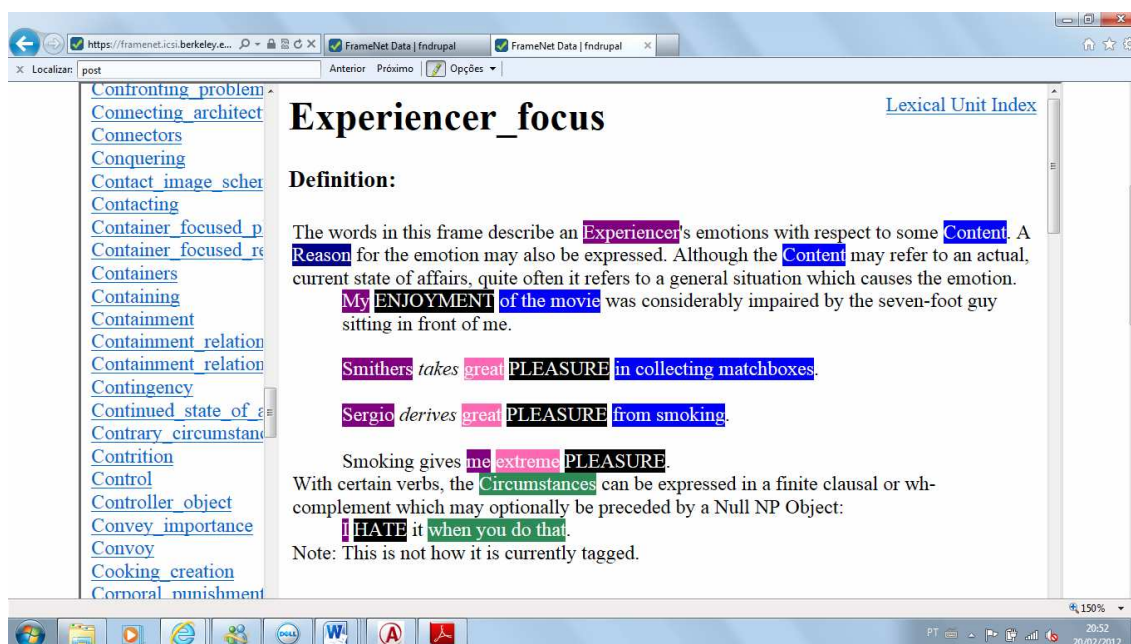 https://framenet.icsi.berkeley.e...
FrameNet Data | fndrupal
FrameNet Data | fndrupal
x Localizar: post
Anterior Próximo
Opções
Confronting_problem
Connecting_architect
Connectors
Conquering
Contact_image_schem
Contacting
Container_focused_p
Container_focused_re
Containers
Containing
Containment
Containment_relation
Containment_relation
Contingency
Continued_state_of_a
Contrary_circumstanc
Contrition
Control
Controller_object
Convey_importance
Convoy
Cooking_creation
Corporal_punishment
Lexical Unit Index
Experiencer_focus
Definition:
The words in this frame describe an Experiencer's emotions with respect to some Content. A
Reason for the emotion may also be expressed. Although the Content may refer to an actual,
current state of affairs, quite often it refers to a general situation which causes the emotion.
My ENJOYMENT of the movie was considerably impaired by the seven-foot guy
sitting in front of me.
Smithers takes great PLEASURE in collecting matchboxes.
Sergio derives great PLEASURE from smoking.
Smoking gives me extreme PLEASURE.
With certain verbs, the Circumstances can be expressed in a finite clausal or wh-
complement which may optionally be preceded by a Null NP Object:
I HATE it when you do that.
Note: This is not how it is currently tagged.
150%
DELL
W
PT
20:52
20/02/2012